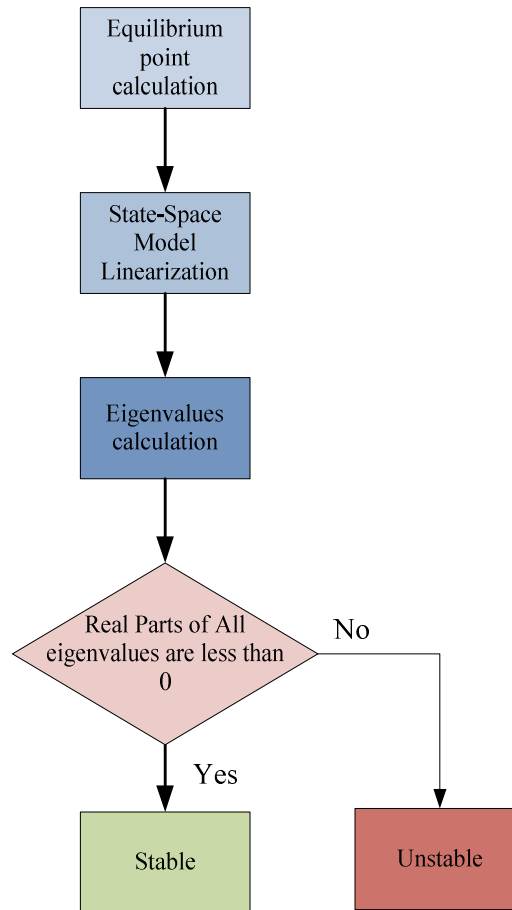 Equilibrium
point
calculation
State-Space
Model
Linearization
Eigenvalues
calculation
Real Parts of All
eigenvalues are less than
0
No
Yes
Stable
Unstable